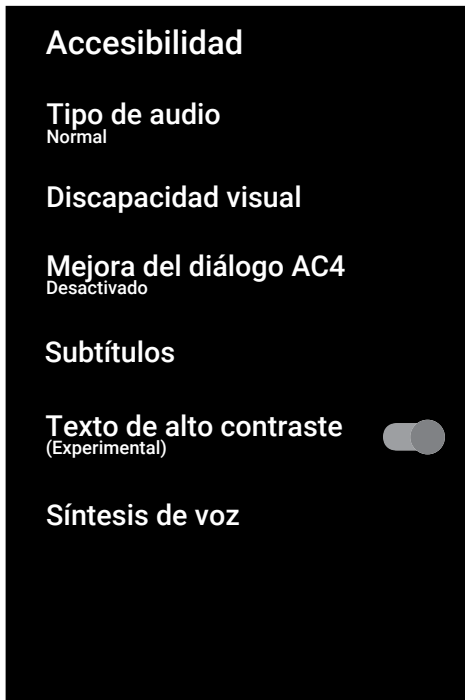 Accesibilidad
Tipo de audio
Normal
Discapacidad visual
Mejora del diálogo AC4
Desactivado
Subtítulos
Texto de alto contraste
(Experimental)
Síntesis de voz